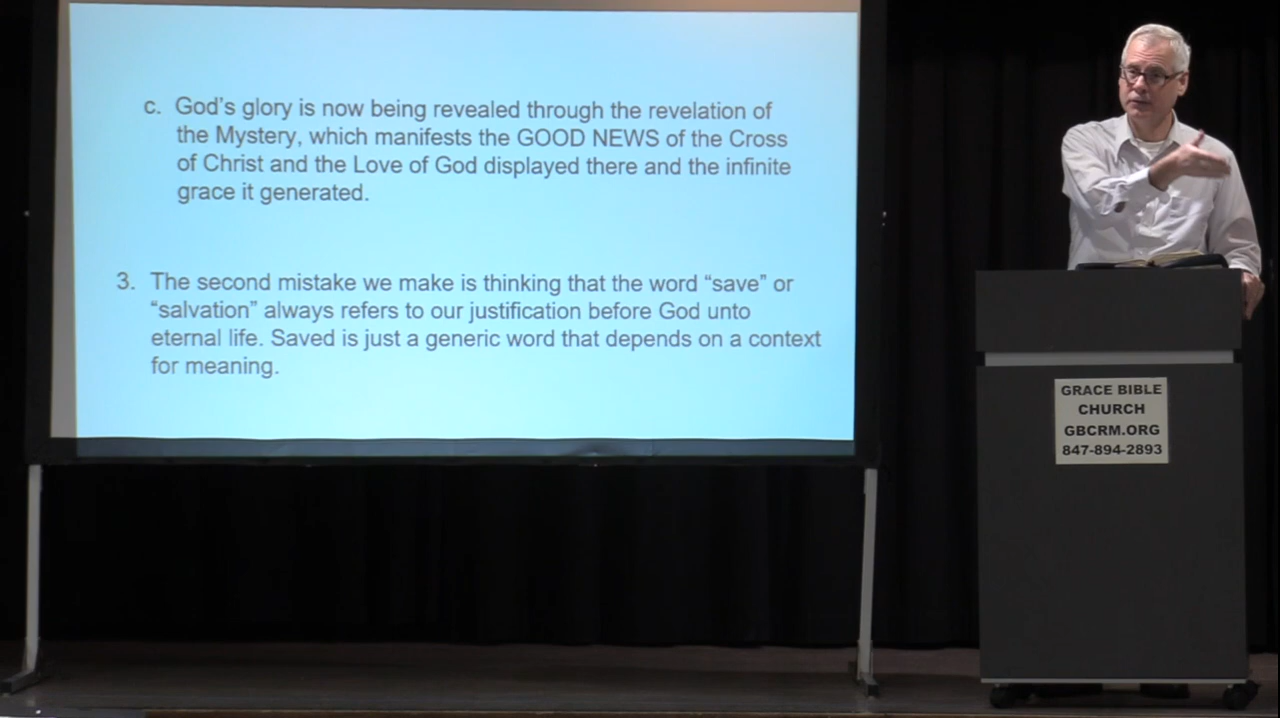 c. God’s glory is now being revealed through the revelation of
the Mystery, which manifests the GOOD NEWS of the Cross
of Christ and the Love of God displayed there and the infinite
grace it generated.
3. The second mistake we make is thinking that the word “save” or
“salvation” always refers to our justification before God unto
eternal life. Saved is just a generic word that depends on a context
for meaning.
GRACE BIBLE
CHURCH
GBCRM.ORG
847-894-2893